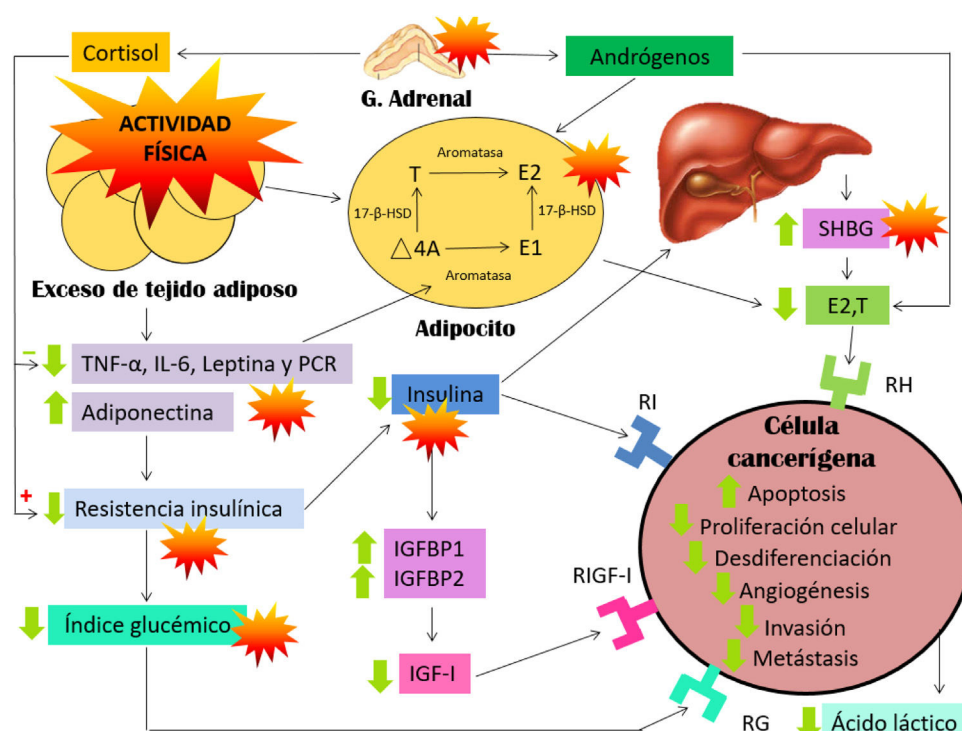 Cortisol
G. Adrenal
Andrógenos
ACTIVIDAD
FÍSICA
Exceso de tejido adiposo
Aromatasa
T
E2
17-β-HSD
17-β-HSD
△4A
E1
Aromatasa
Adipocito
SHBG
E2,T
−
TNF-α, IL-6, Leptina y PCR
Adiponectina
+
Resistencia insulínica
Índice glucémico
Insulina
IGFBP1
IGFBP2
IGF-I
RI
RH
RIGF-I
RG
Célula
cancerígena
Apoptosis
Proliferación celular
Desdiferenciación
Angiogénesis
Invasión
Metástasis
Ácido láctico